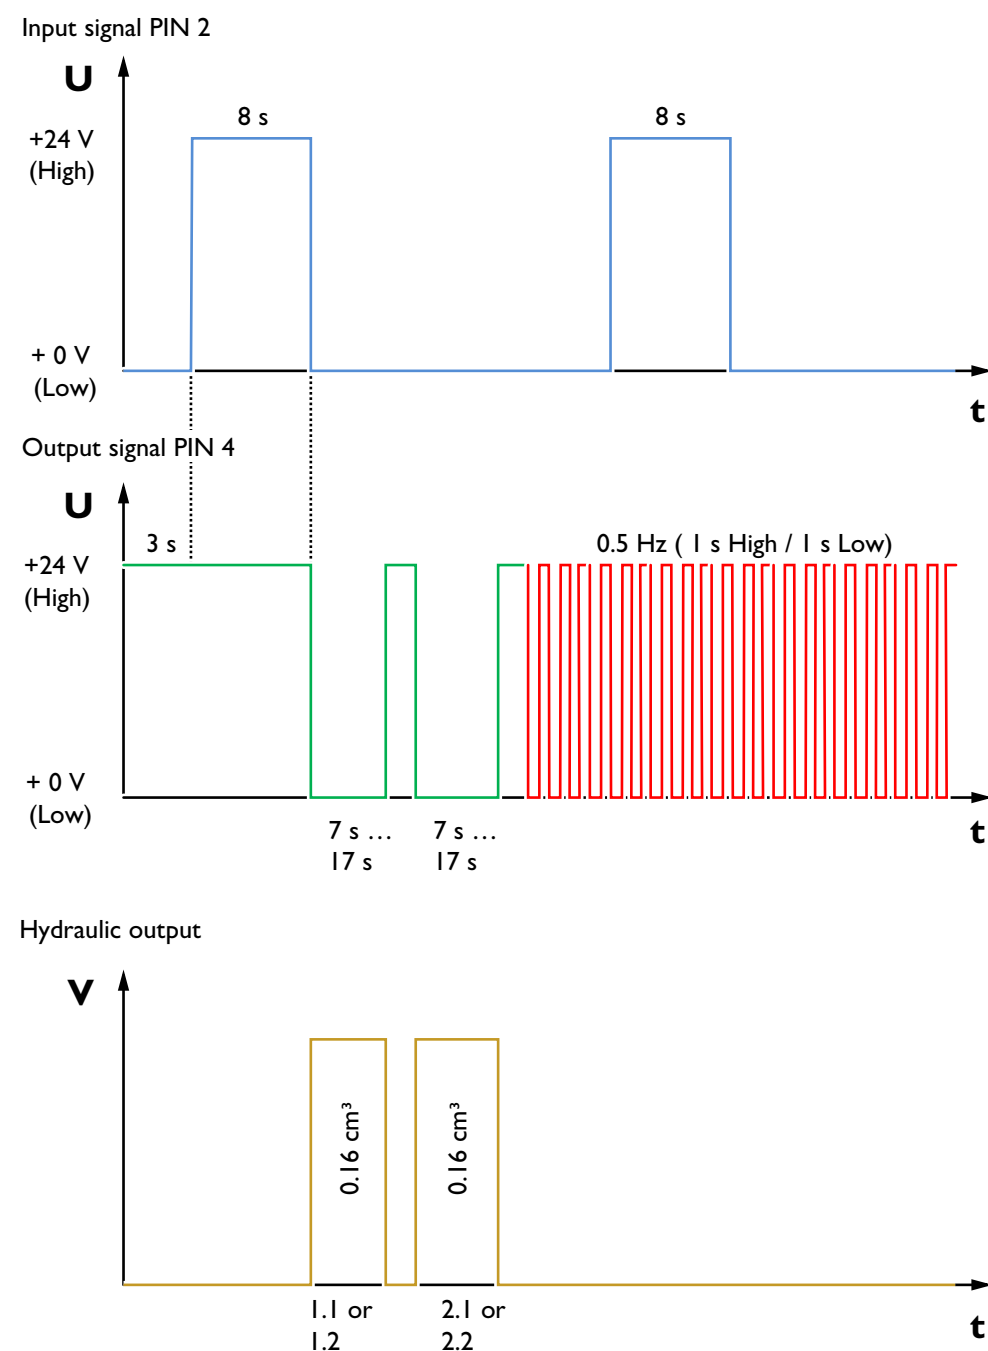 Input signal PIN 2
U
8 s
8 s
+24 V
(High)
+ 0 V
(Low)
t
Output signal PIN 4
U
3 s
0.5 Hz ( 1 s High / 1 s Low)
+24 V
(High)
+ 0 V
(Low)
t
7 s …
17 s
7 s …
17 s
Hydraulic output
V
0.16 cm³
0.16 cm³
1.1 or
1.2
2.1 or
2.2
t